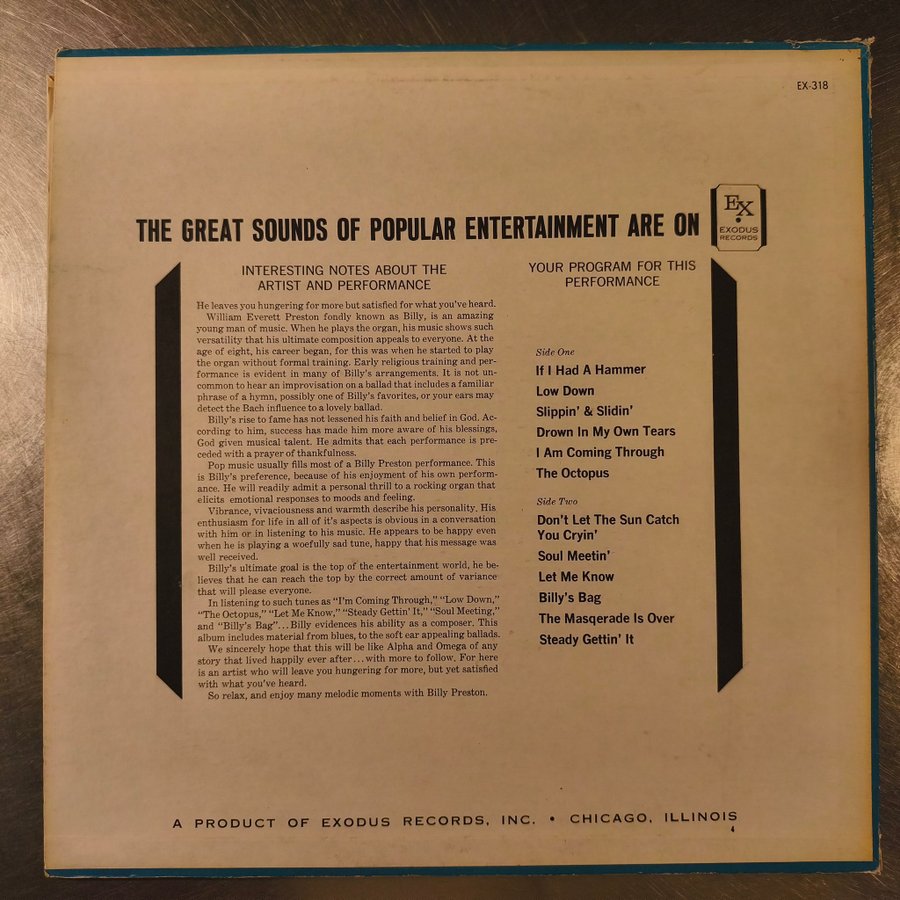 EX-318
THE GREAT SOUNDS OF POPULAR ENTERTAINMENT ARE ON
EX
EXODUS
RECORDS
INTERESTING NOTES ABOUT THE
ARTIST AND PERFORMANCE
He leaves you hungering for more but satisfied for what you've heard.
William Everett Preston fondly known as Billy, is an amazing
young man of music. When he plays the organ, his music shows such
versatility that his ultimate composition appeals to everyone. At the
age of eight, his career began, for this was when he started to play
the organ without formal training. Early religious training and per-
formance is evident in many of Billy's arrangements. It is not un-
common to hear an improvisation on a ballad that includes a familiar
phrase of a hymn, possibly one of Billy's favorites, or your ears may
detect the Bach influence to a lovely ballad.
Billy's rise to fame has not lessened his faith and belief in God. Ac-
cording to him, success has made him more aware of his blessings,
God given musical talent. He admits that each performance is pre-
ceded with a prayer of thankfulness.
Pop music usually fills most of a Billy Preston performance. This
is Billy's preference, because of his enjoyment of his own perform-
ance. He will readily admit a personal thrill to a rocking organ that
elicits emotional responses to moods and feeling.
Vibrance, vivaciousness and warmth describe his personality. His
enthusiasm for life in all of it's aspects is obvious in a conversation
with him or in listening to his music. He appears to be happy even
when he is playing a woefully sad tune, happy that his message was
well received.
Billy's ultimate goal is the top of the entertainment world, he be-
lieves that he can reach the top by the correct amount of variance
that will please everyone.
In listening to such tunes as "I'm Coming Through," "Low Down,"
"The Octopus," "Let Me Know," "Steady Gettin' It," "Soul Meeting,"
and "Billy's Bag"...Billy evidences his ability as a composer. This
album includes material from blues, to the soft ear appealing ballads.
We sincerely hope that this will be like Alpha and Omega of any
story that lived happily ever after...with more to follow. For here
is an artist who will leave you hungering for more, but yet satisfied
with what you've heard.
So relax, and enjoy many melodic moments with Billy Preston.
YOUR PROGRAM FOR THIS
PERFORMANCE
Side One
If I Had A Hammer
Low Down
Slippin' & Slidin'
Drown In My Own Tears
I Am Coming Through
The Octopus
Side Two
Don't Let The Sun Catch
You Cryin'
Soul Meetin'
Let Me Know
Billy's Bag
The Masqerade Is Over
Steady Gettin' It
A PRODUCT OF EXODUS RECORDS, INC. • CHICAGO, ILLINOIS
4